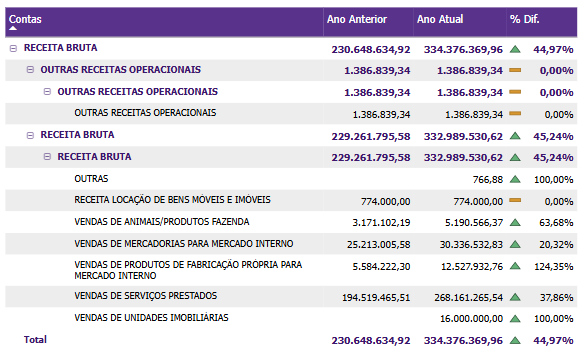 Contas Ano Anterior Ano Atual % Dif.
RECEITA BRUTA 230.648.634,92 334.376.369,96 44,97%
OUTRAS RECEITAS OPERACIONAIS 1.386.839,34 1.386.839,34 0,00%
OUTRAS RECEITAS OPERACIONAIS 1.386.839,34 1.386.839,34 0,00%
OUTRAS RECEITAS OPERACIONAIS 1.386.839,34 1.386.839,34 0,00%
RECEITA BRUTA 229.261.795,58 332.989.530,62 45,24%
RECEITA BRUTA 229.261.795,58 332.989.530,62 45,24%
OUTRAS 766,88 100,00%
RECEITA LOCAÇÃO DE BENS MÓVEIS E IMÓVEIS 774.000,00 774.000,00 0,00%
VENDAS DE ANIMAIS/PRODUTOS FAZENDA 3.171.102,19 5.190.566,37 63,68%
VENDAS DE MERCADORIAS PARA MERCADO INTERNO 25.213.005,58 30.336.532,83 20,32%
VENDAS DE PRODUTOS DE FABRICAÇÃO PRÓPRIA PARA 5.584.222,30 12.527.932,76 124,35%
MERCADO INTERNO
VENDAS DE SERVIÇOS PRESTADOS 194.519.465,51 268.161.265,54 37,86%
VENDAS DE UNIDADES IMOBILIÁRIAS 16.000.000,00 100,00%
Total 230.648.634,92 334.376.369,96 44,97%